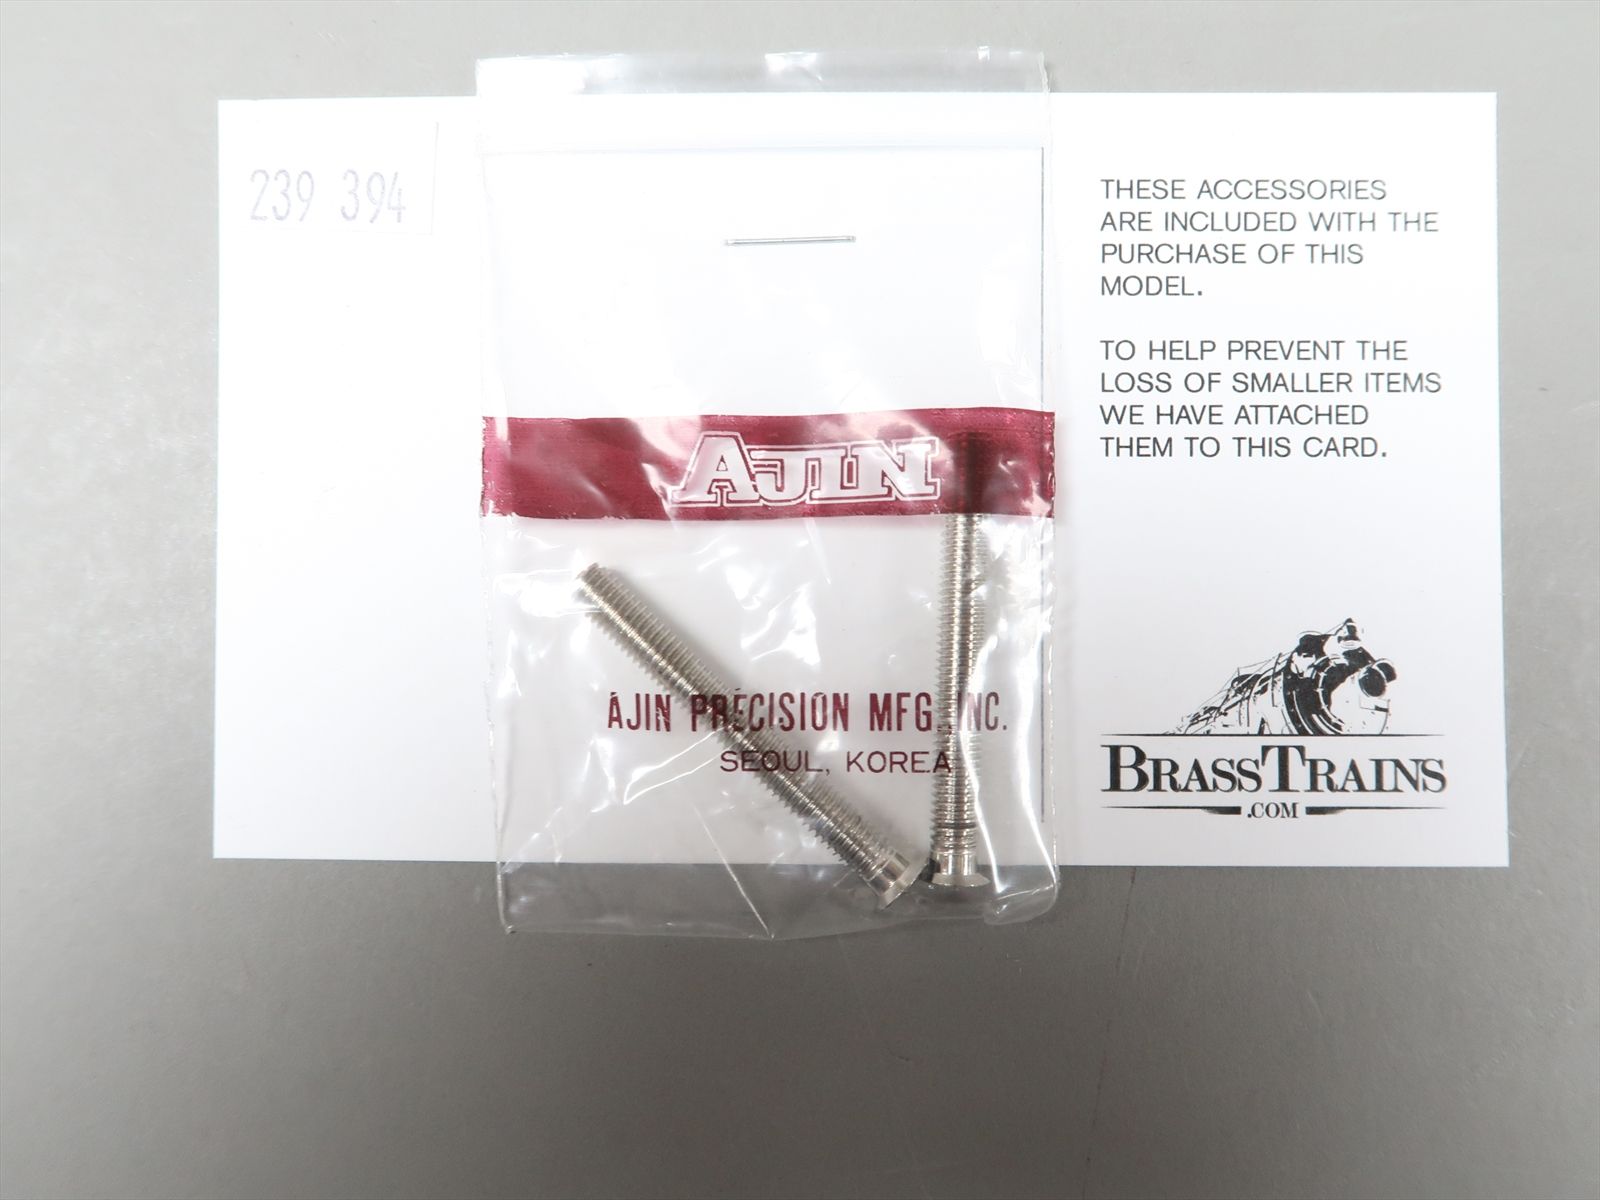 239 394
AJIN
AJIN PRECISION MFG., INC.
SEOUL, KOREA
THESE ACCESSORIES
ARE INCLUDED WITH THE
PURCHASE OF THIS
MODEL.
TO HELP PREVENT THE
LOSS OF SMALLER ITEMS
WE HAVE ATTACHED
THEM TO THIS CARD.
BRASSTRAINS
.COM